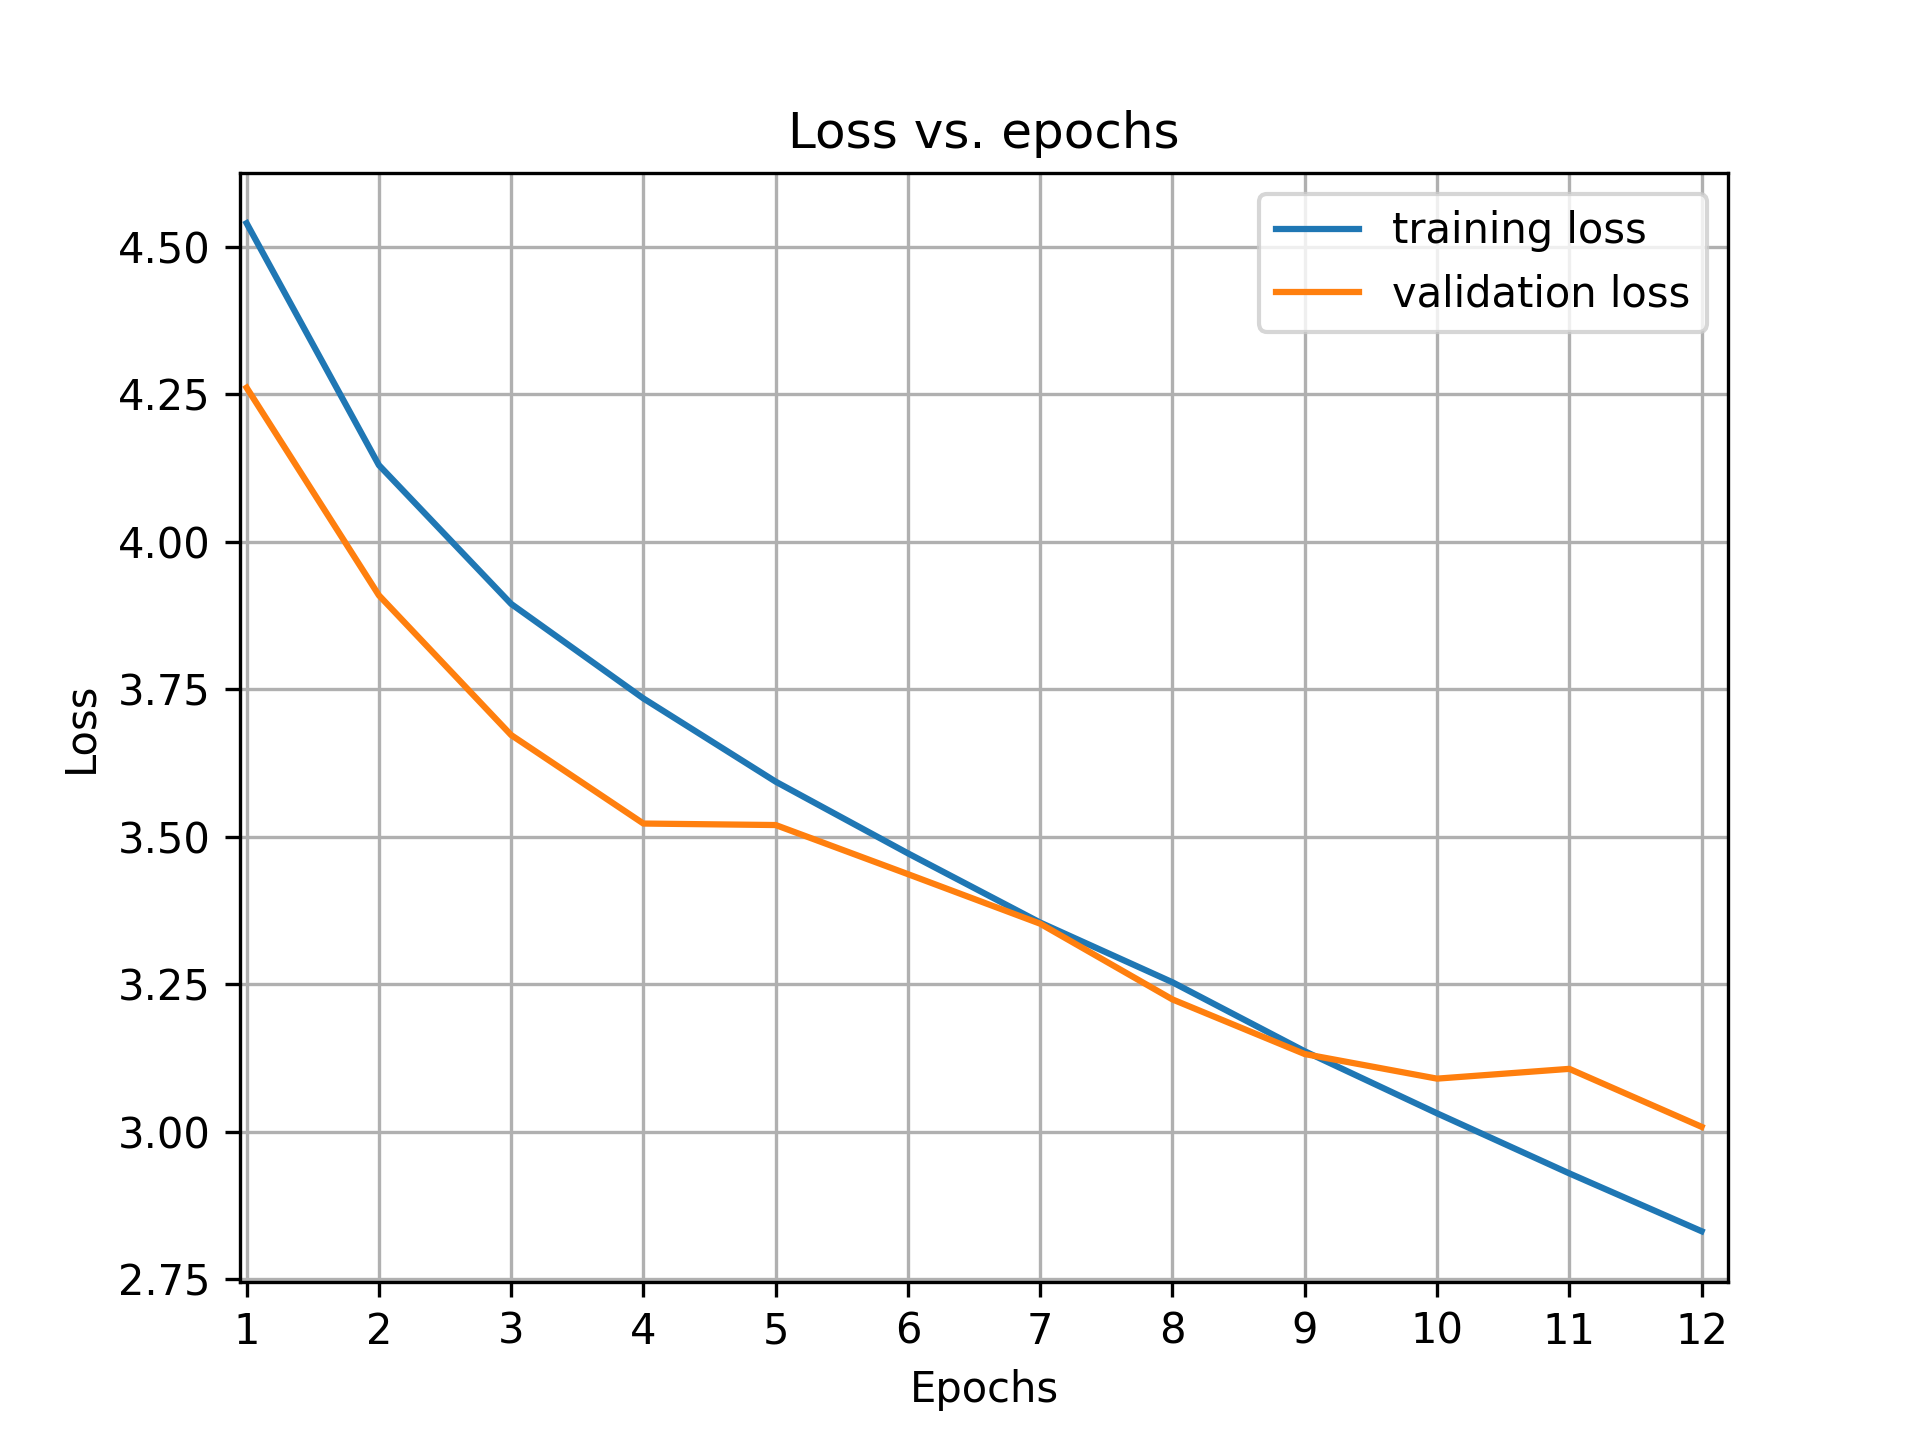 Loss vs. epochs
training loss
validation loss
4.50
4.25
4.00
3.75
3.50
3.25
3.00
2.75
Loss
1 2 3 4 5 6 7 8 9 10 11 12
Epochs